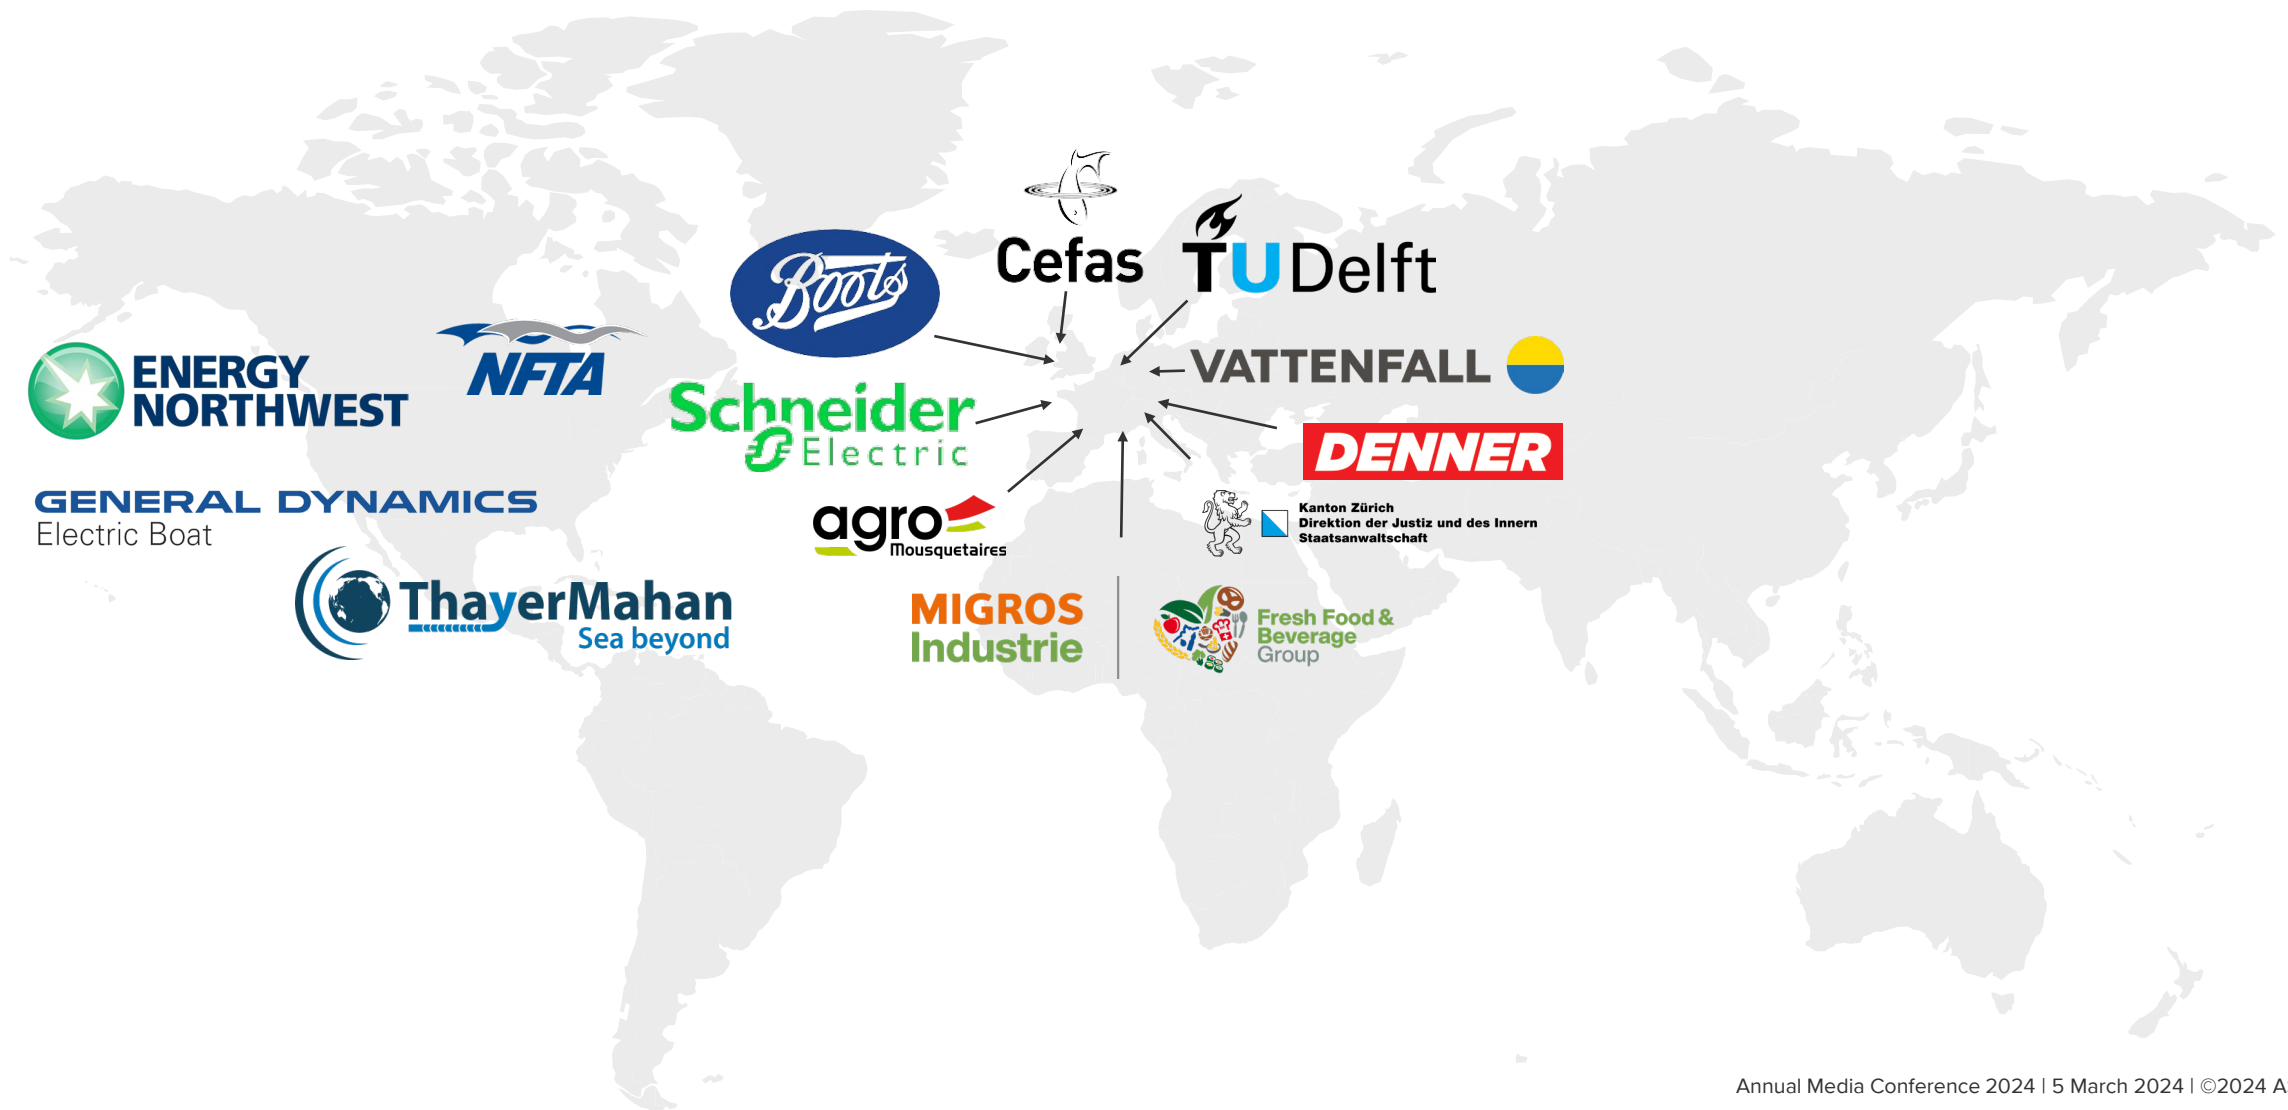 Cefas
TU Delft
Boots
NFTA
ENERGY
NORTHWEST
VATTENFALL
Schneider
Electric
DENNER
GENERAL DYNAMICS
Electric Boat
agro
Mousquetaires
Kanton Zürich
Direktion der Justiz und des Innern
Staatsanwaltschaft
ThayerMahan
Sea beyond
MIGROS
Industrie
Fresh Food &
Beverage
Group
Annual Media Conference 2024 | 5 March 2024 | ©2024 A